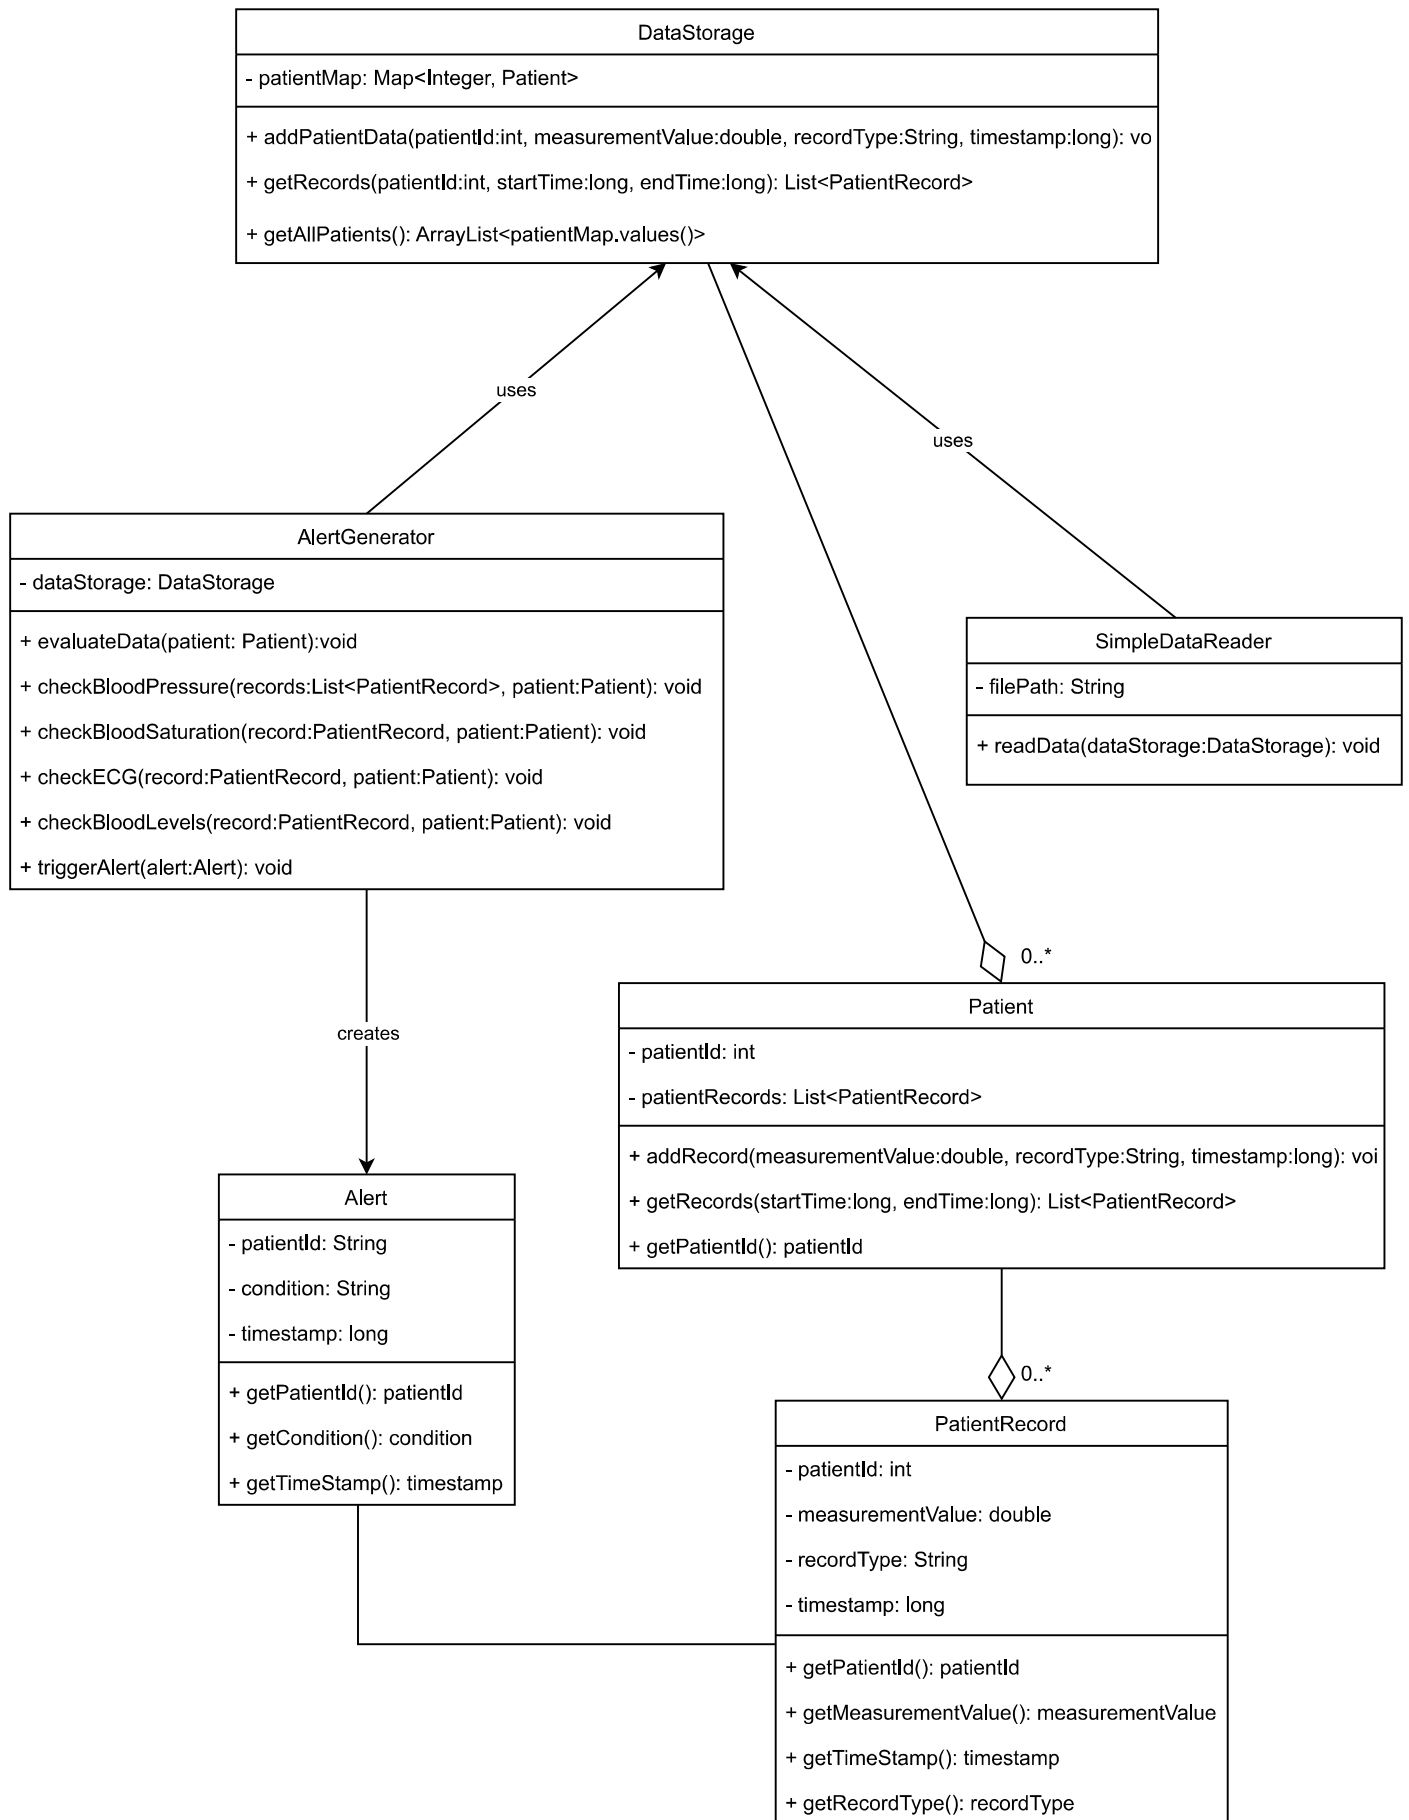 DataStorage
- patientMap: Map<Integer, Patient>
+ addPatientData(patientId:int, measurementValue:double, recordType:String, timestamp:long): vo
+ getRecords(patientId:int, startTime:long, endTime:long): List<PatientRecord>
+ getAllPatients(): ArrayList<patientMap.values()>
uses
uses
AlertGenerator
- dataStorage: DataStorage
+ evaluateData(patient: Patient):void
+ checkBloodPressure(records:List<PatientRecord>, patient:Patient): void
+ checkBloodSaturation(record:PatientRecord, patient:Patient): void
+ checkECG(record:PatientRecord, patient:Patient): void
+ checkBloodLevels(record:PatientRecord, patient:Patient): void
+ triggerAlert(alert:Alert): void
SimpleDataReader
- filePath: String
+ readData(dataStorage:DataStorage): void
0..*
creates
Patient
- patientId: int
- patientRecords: List<PatientRecord>
+ addRecord(measurementValue:double, recordType:String, timestamp:long): voi
+ getRecords(startTime:long, endTime:long): List<PatientRecord>
+ getPatientId(): patientId
Alert
- patientId: String
- condition: String
- timestamp: long
+ getPatientId(): patientId
+ getCondition(): condition
+ getTimeStamp(): timestamp
0..*
PatientRecord
- patientId: int
- measurementValue: double
- recordType: String
- timestamp: long
+ getPatientId(): patientId
+ getMeasurementValue(): measurementValue
+ getTimeStamp(): timestamp
+ getRecordType(): recordType